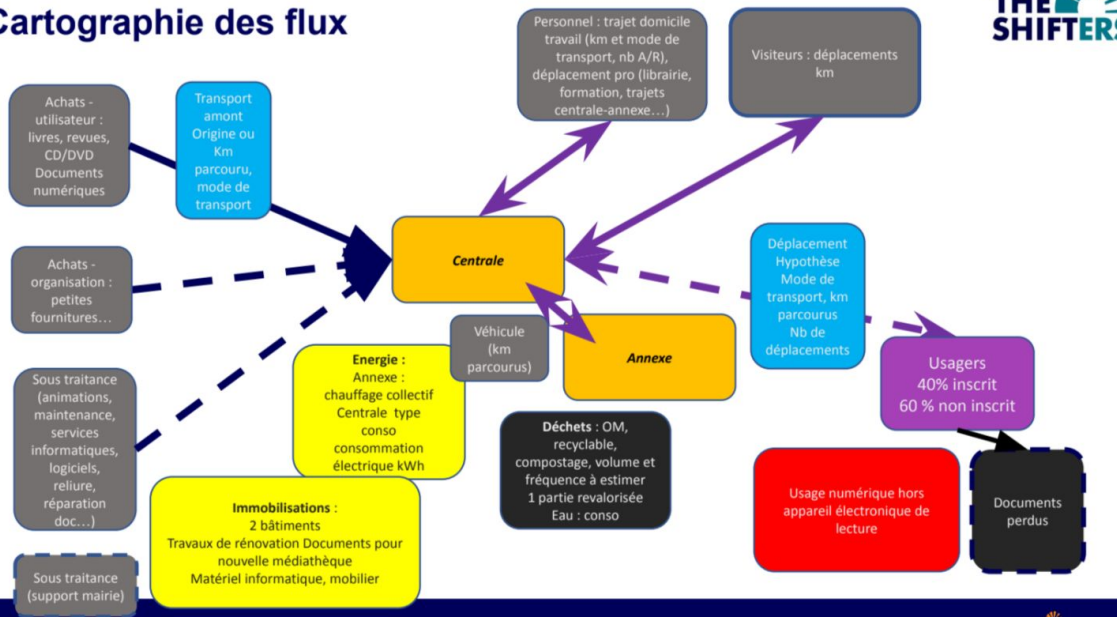 Cartographie des flux
THE
SHIFTERS
Personnel : trajet domicile
travail (km et mode de
transport, nb A/R),
déplacement pro (librairie,
formation, trajets
centrale-annexe…)
Visiteurs : déplacements
km
Achats -
utilisateur :
livres, revues,
CD/DVD
Documents
numériques
Transport
amont
Origine ou
Km
parcouru,
mode de
transport
Centrale
Achats -
organisation :
petites
fournitures…
Déplacement
Hypothèse
Mode de
transport, km
parcourus
Nb de
déplacements
Véhicule
(km
parcourus)
Annexe
Usagers
40% inscrit
60 % non inscrit
Sous traitance
(animations,
maintenance,
services
informatiques,
logiciels,
reliure,
réparation
doc…)
Energie :
Annexe :
chauffage collectif
Centrale type
conso
consommation
électrique kWh
Déchets : OM,
recyclable,
compostage, volume et
fréquence à estimer
1 partie revalorisée
Eau : conso
Usage numérique hors
appareil électronique de
lecture
Documents
perdus
Immobilisations :
2 bâtiments
Travaux de rénovation Documents pour
nouvelle médiathèque
Matériel informatique, mobilier
Sous traitance
(support mairie)